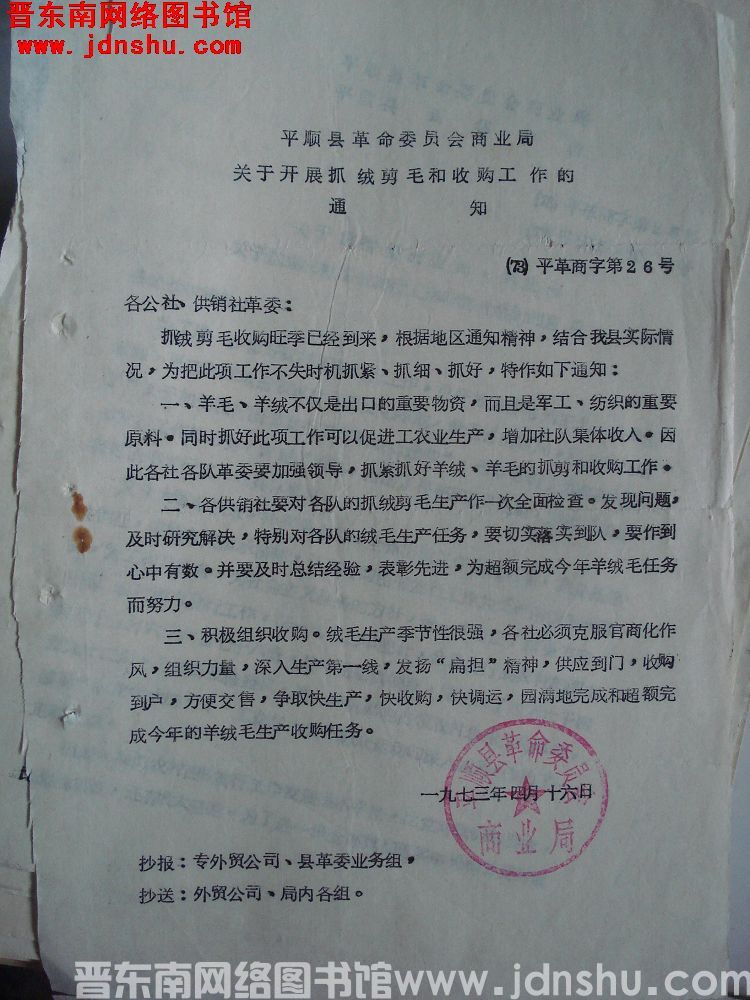 晋东南网络图书馆
www.jdnshu.com
平顺县革命委员会商业局
关于开展抓绒剪毛和收购工作的
通 知
(73)平革商字第26号
各公社、供销社革委：
抓绒剪毛收购旺季已经到来，根据地区通知精神，结合我县实际情
况，为把此项工作不失时机抓紧、抓细、抓好，特作如下通知：
一、羊毛、羊绒不仅是出口的重要物资，而且是军工、纺织的重要
原料。同时抓好此项工作可以促进工农业生产，增加社队集体收入。因
此各社各队革委要加强领导，抓紧抓好羊绒、羊毛的抓剪和收购工作。
二、各供销社要对各队的抓绒剪毛生产作一次全面检查。发现问题，
及时研究解决，特别对各队的绒毛生产任务，要切实落实到队，要作到
心中有数。并要及时总结经验，表彰先进，为超额完成今年羊绒毛任务
而努力。
三、积极组织收购。绒毛生产季节性很强，各社必须克服官商化作
风，组织力量，深入生产第一线，发扬“扁担”精神，供应到门，收购
到户，方便交售，争取快生产，快收购，快调运，园满地完成和超额完
成今年的羊绒毛生产收购任务。
一九七三年四月十六日
平顺县革命委员会
商业局
抄报：专外贸公司、县革委业务组，
抄送：外贸公司、局内各组。
晋东南网络图书馆www.jdnshu.com